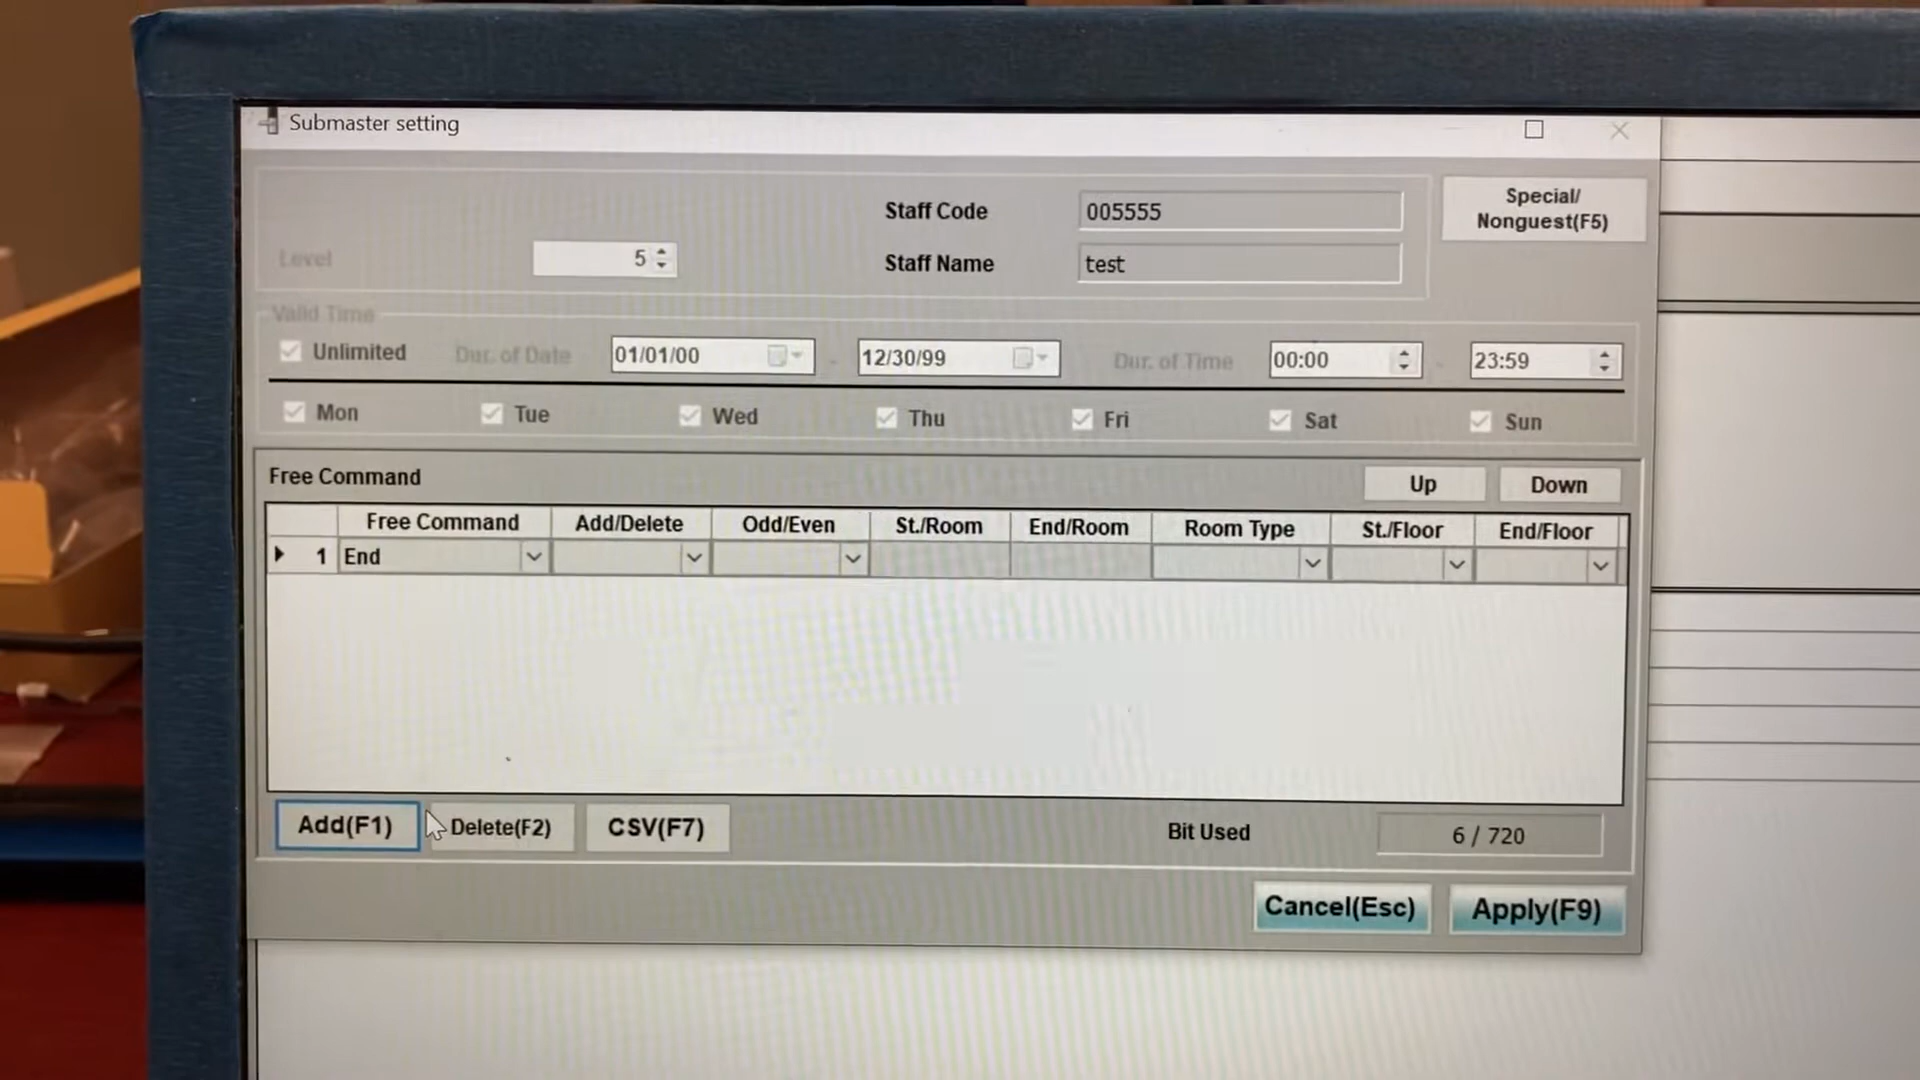 Submaster setting
Staff Code 005555
Special/
Nonguest(F5)
Level 5
Staff Name test
Valid Time
Unlimited Dur. of Date 01/01/00 - 12/30/99 Dur. of Time 00:00 - 23:59
Mon Tue Wed Thu Fri Sat Sun
Free Command Up Down
Free Command Add/Delete Odd/Even St./Room End/Room Room Type St./Floor End/Floor
1 End
Add(F1) Delete(F2) CSV(F7) Bit Used 6 / 720
Cancel(Esc) Apply(F9)